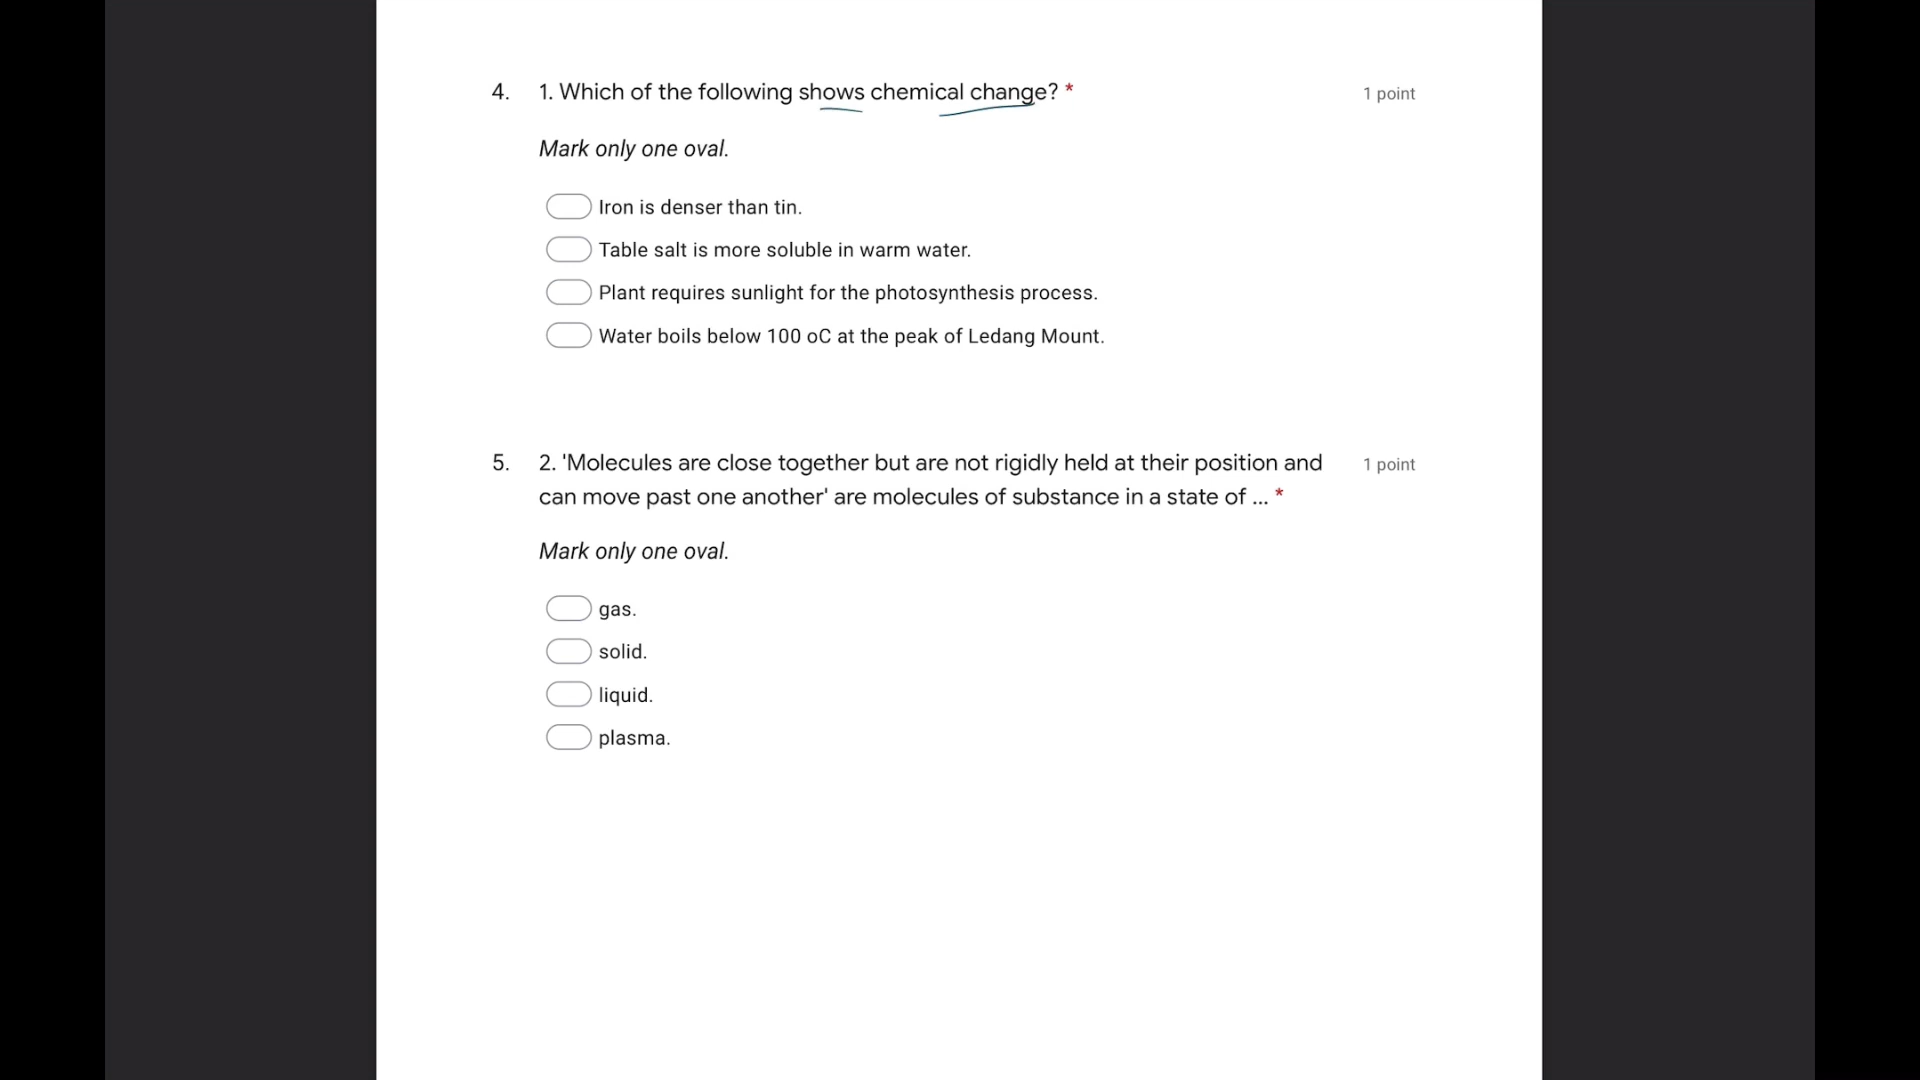 4. 1. Which of the following shows chemical change? * 1 point
Mark only one oval.
Iron is denser than tin.
Table salt is more soluble in warm water.
Plant requires sunlight for the photosynthesis process.
Water boils below 100 oC at the peak of Ledang Mount.
5. 2. 'Molecules are close together but are not rigidly held at their position and 1 point
can move past one another' are molecules of substance in a state of ... *
Mark only one oval.
gas.
solid.
liquid.
plasma.